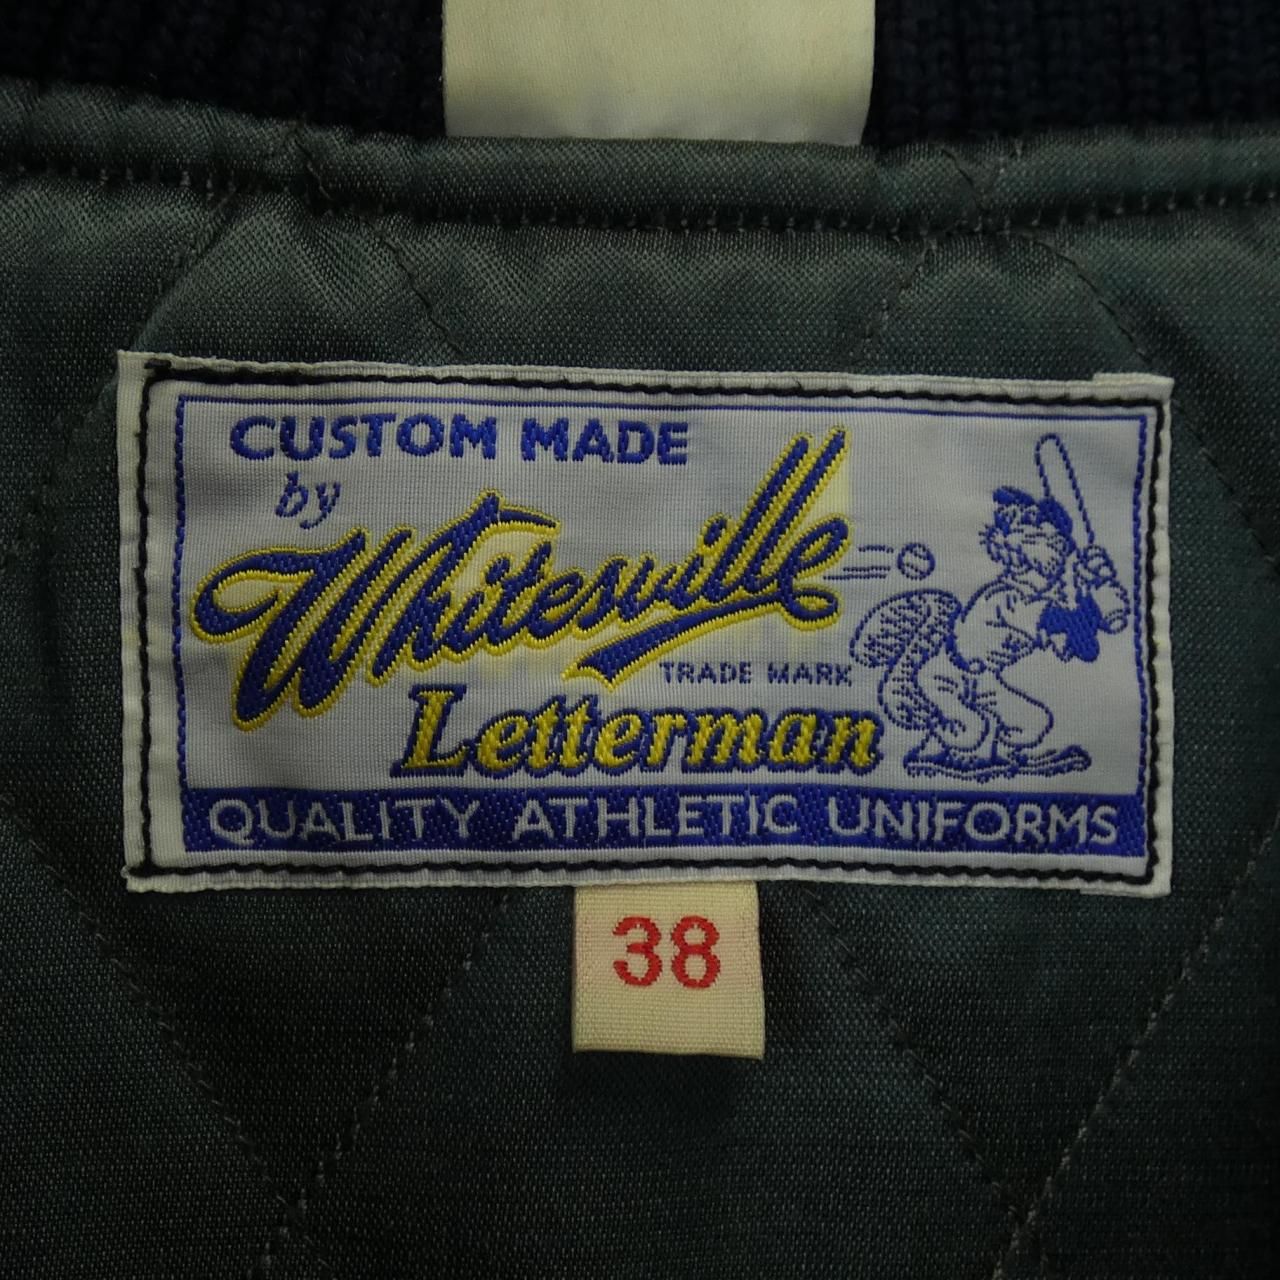 CUSTOM MADE
by
Whitesville
TRADE MARK
Letterman
QUALITY ATHLETIC UNIFORMS
38